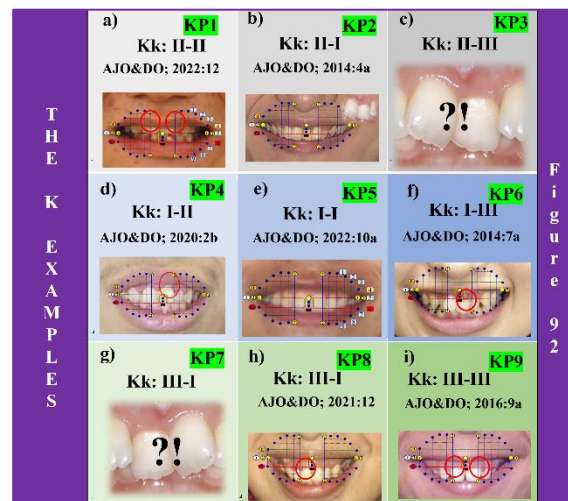 THE K EXAMPLES
a)
KP1
Kk: II-II
AJO&DO; 2022:12
b)
KP2
Kk: II-I
AJO&DO; 2014:4a
c)
KP3
Kk: II-III
?!
d)
KP4
Kk: I-II
AJO&DO; 2020:2b
e)
KP5
Kk: I-I
AJO&DO; 2022:10a
f)
KP6
Kk: I-III
AJO&DO; 2014:7a
g)
KP7
Kk: III-I
?!
h)
KP8
Kk: III-I
AJO&DO; 2021:12
i)
KP9
Kk: III-III
AJO&DO; 2016:9a
Figure 92